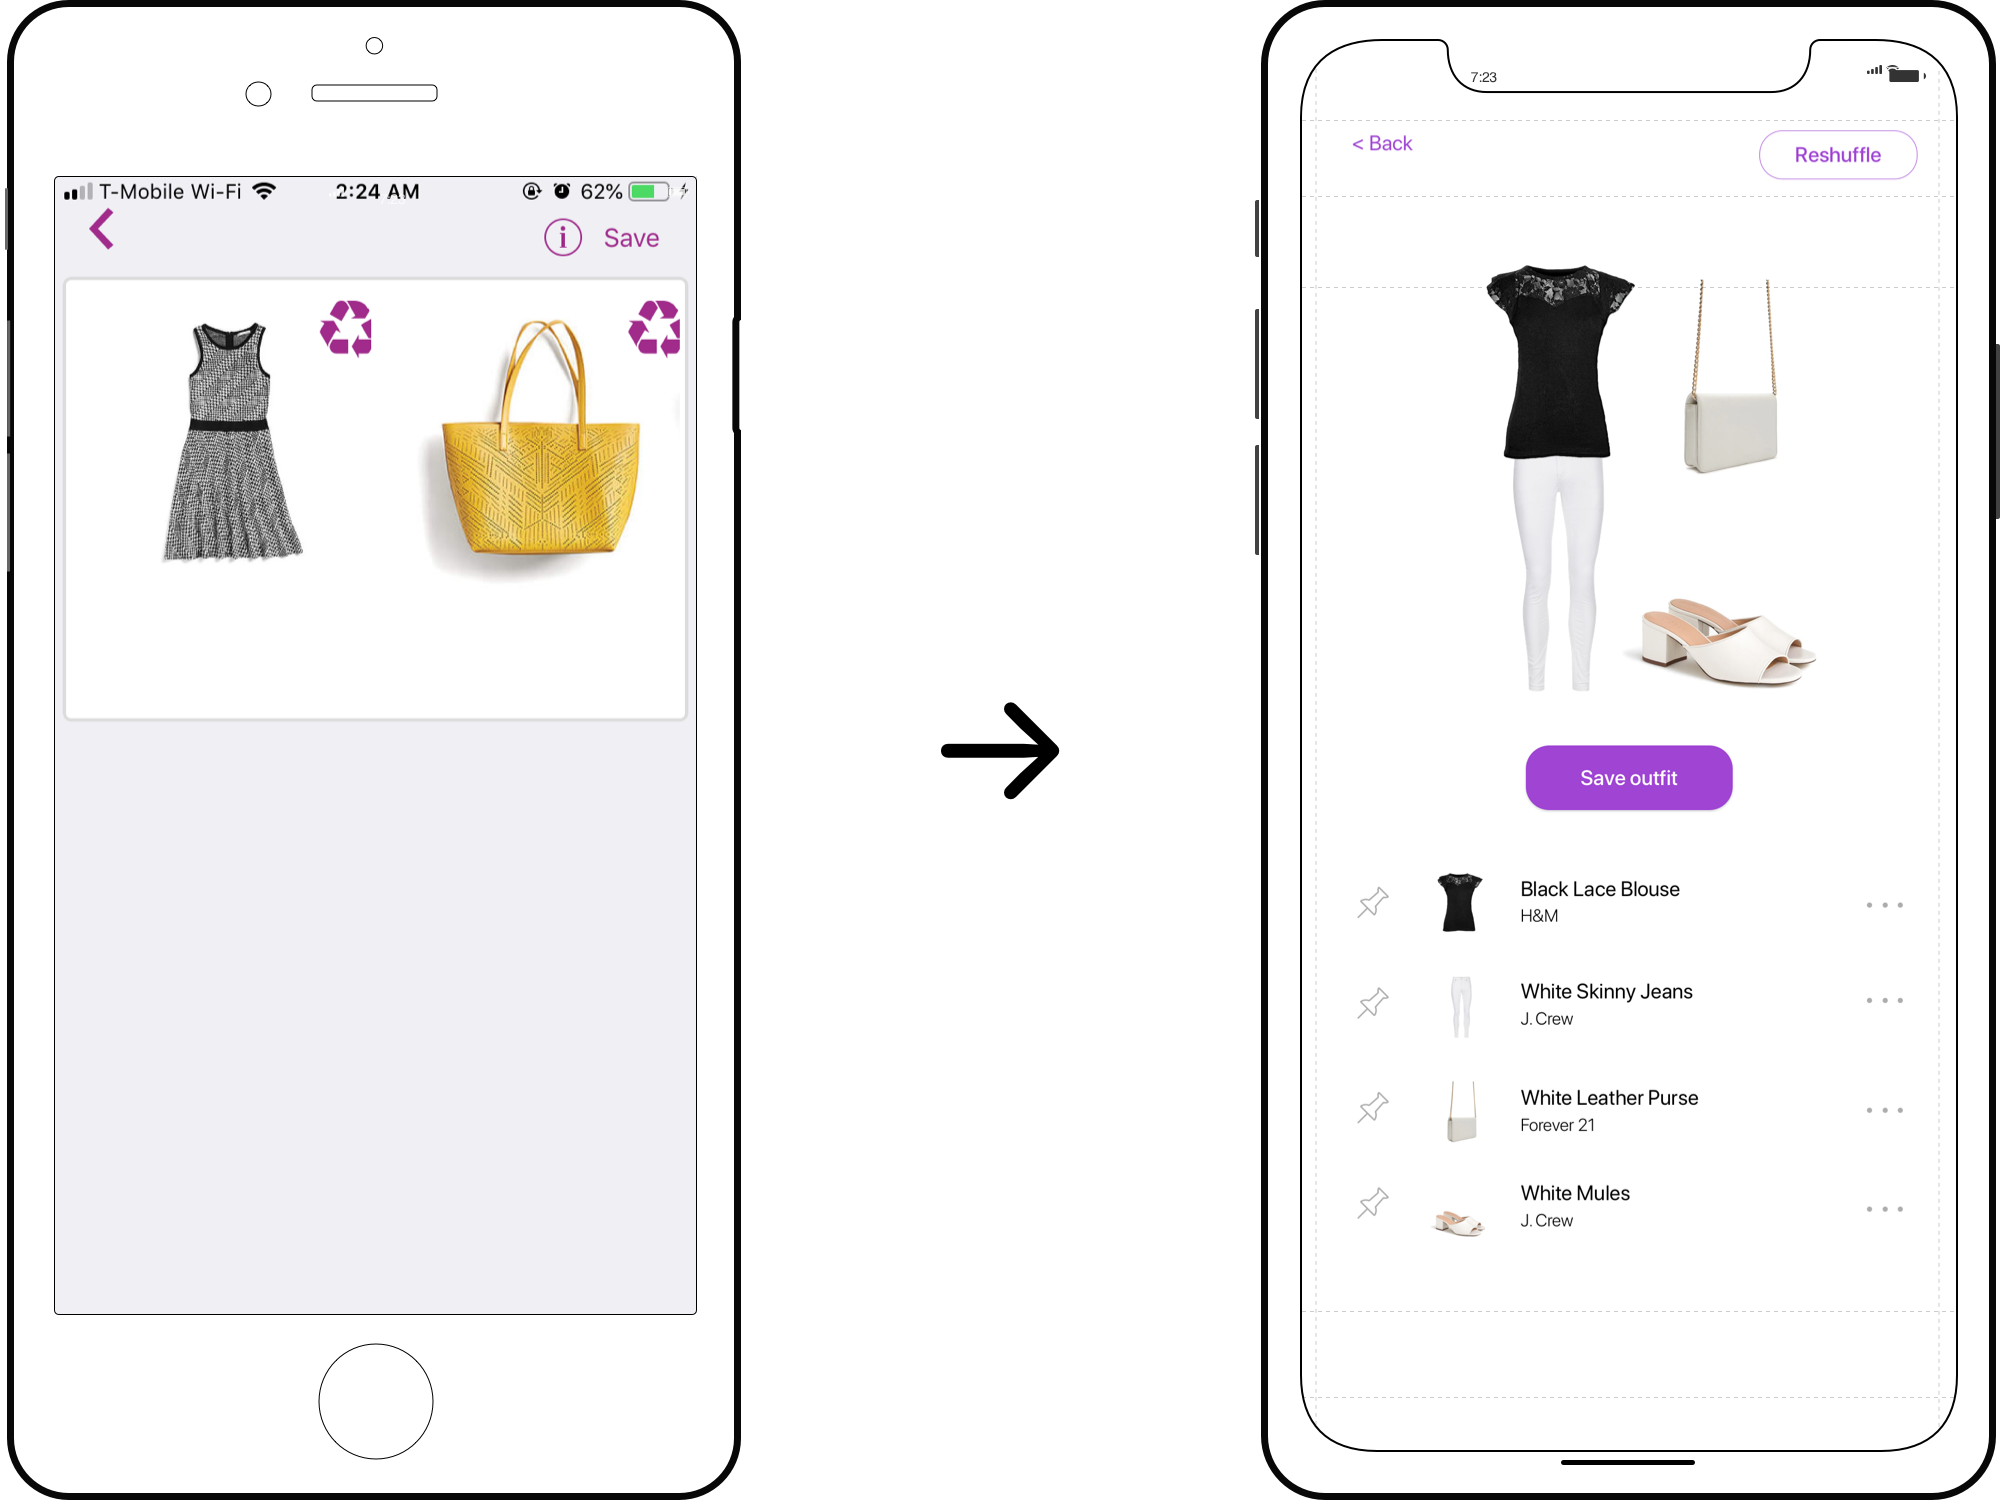 T-Mobile Wi-Fi 2:24 AM 62%
i Save
7:23
< Back
Reshuffle
Save outfit
Black Lace Blouse
H&M
White Skinny Jeans
J. Crew
White Leather Purse
Forever 21
White Mules
J. Crew